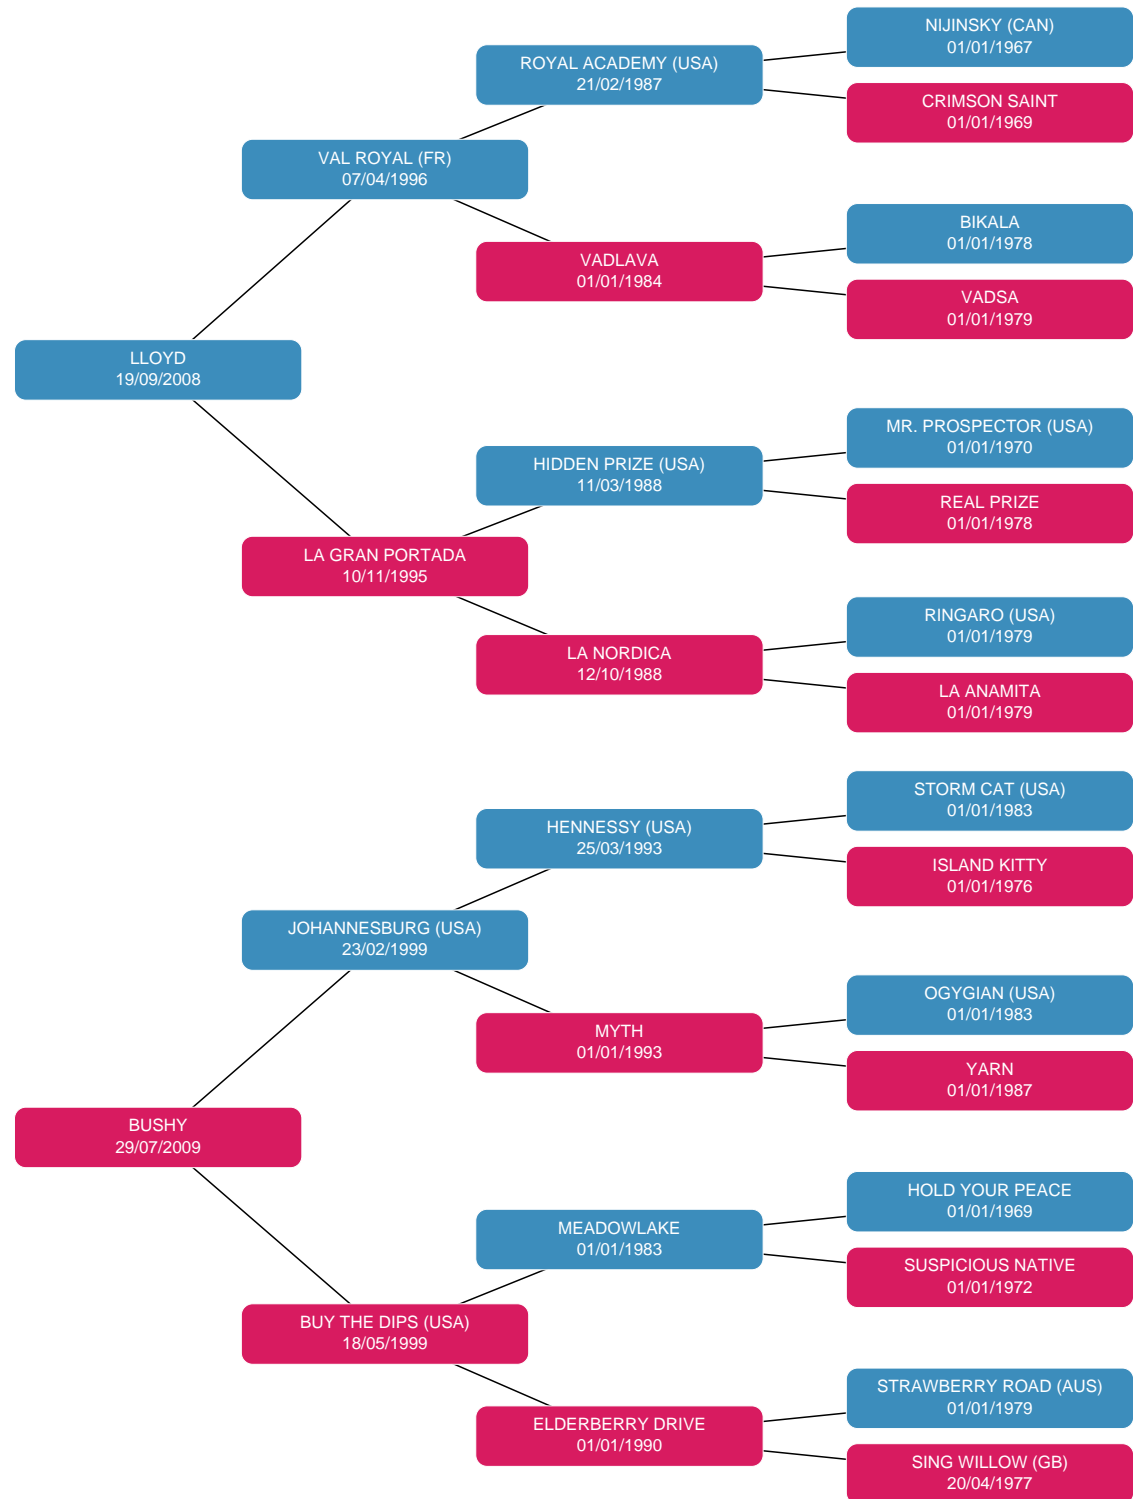 NIJINSKY (CAN)
01/01/1967
ROYAL ACADEMY (USA)
21/02/1987
CRIMSON SAINT
01/01/1969
VAL ROYAL (FR)
07/04/1996
BIKALA
01/01/1978
VADLAVA
01/01/1984
VADSA
01/01/1979
LLOYD
19/09/2008
MR. PROSPECTOR (USA)
01/01/1970
HIDDEN PRIZE (USA)
11/03/1988
REAL PRIZE
01/01/1978
LA GRAN PORTADA
10/11/1995
RINGARO (USA)
01/01/1979
LA NORDICA
12/10/1988
LA ANAMITA
01/01/1979
STORM CAT (USA)
01/01/1983
HENNESSY (USA)
25/03/1993
ISLAND KITTY
01/01/1976
JOHANNESBURG (USA)
23/02/1999
OGYGIAN (USA)
01/01/1983
MYTH
01/01/1993
YARN
01/01/1987
BUSHY
29/07/2009
HOLD YOUR PEACE
01/01/1969
MEADOWLAKE
01/01/1983
SUSPICIOUS NATIVE
01/01/1972
BUY THE DIPS (USA)
18/05/1999
STRAWBERRY ROAD (AUS)
01/01/1979
ELDERBERRY DRIVE
01/01/1990
SING WILLOW (GB)
20/04/1977